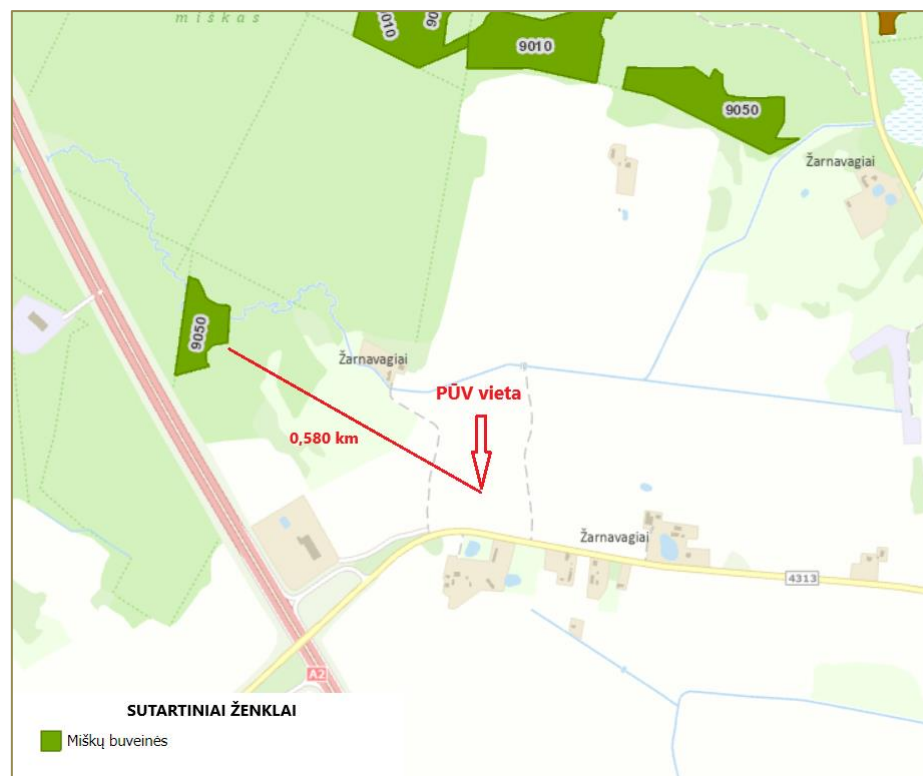 miškas
9010
90
9010
9050
Žarnavagiai
9050
Žarnavagiai
PŪV vieta
0,580 km
Žarnavagiai
4313
A2
SUTARTINIAI ŽENKLAI
Miškų buveinės